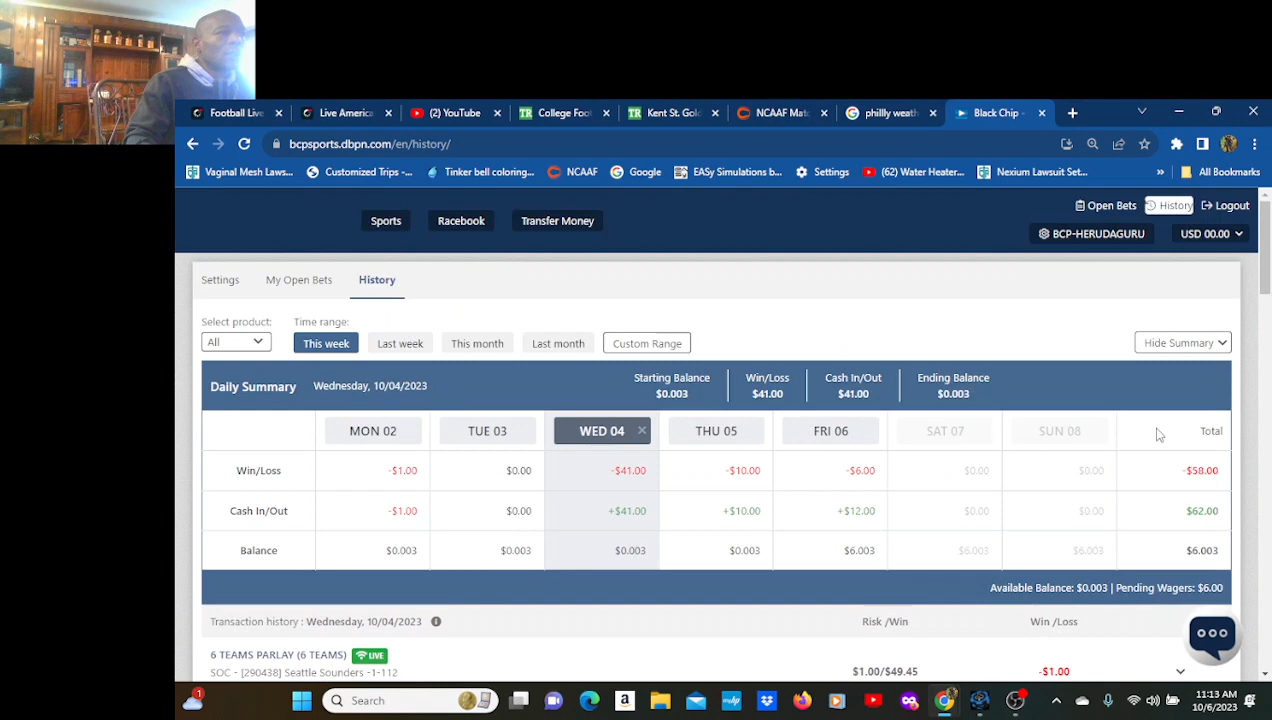 Football Live
Live America
(2) YouTube
College Foo
Kent St. Gold
NCAAF Mat
phillly weath
Black Chip -
bcpsports.dbpn.com/en/history/
Vaginal Mesh Laws...
Customized Trips -...
Tinker bell coloring...
NCAAF
Google
EASy Simulations b...
Settings
(62) Water Heater...
Nexium Lawsuit Set...
»
All Bookmarks
Sports
Racebook
Transfer Money
Open Bets
History
Logout
BCP-HERUDAGURU
USD 00.00
Settings
My Open Bets
History
Select product:
Time range:
All
This week
Last week
This month
Last month
Custom Range
Hide Summary
Daily Summary
Wednesday, 10/04/2023
Starting Balance
Win/Loss
Cash In/Out
Ending Balance
$0.003
$41.00
$41.00
$0.003
MON 02 TUE 03 WED 04 × THU 05 FRI 06 SAT 07 SUN 08 Total
Win/Loss -$1.00 $0.00 -$41.00 -$10.00 -$6.00 $0.00 $0.00 -$58.00
Cash In/Out -$1.00 $0.00 +$41.00 +$10.00 +$12.00 $0.00 $0.00 $62.00
Balance $0.003 $0.003 $0.003 $0.003 $6.003 $6.003 $6.003 $6.003
Available Balance: $0.003 | Pending Wagers: $6.00
Transaction history : Wednesday, 10/04/2023
Risk /Win
Win /Loss
6 TEAMS PARLAY (6 TEAMS) LIVE
SOC - [290438] Seattle Sounders -1-112
$1.00/$49.45
-$1.00
1
Search
11:13 AM
10/6/2023